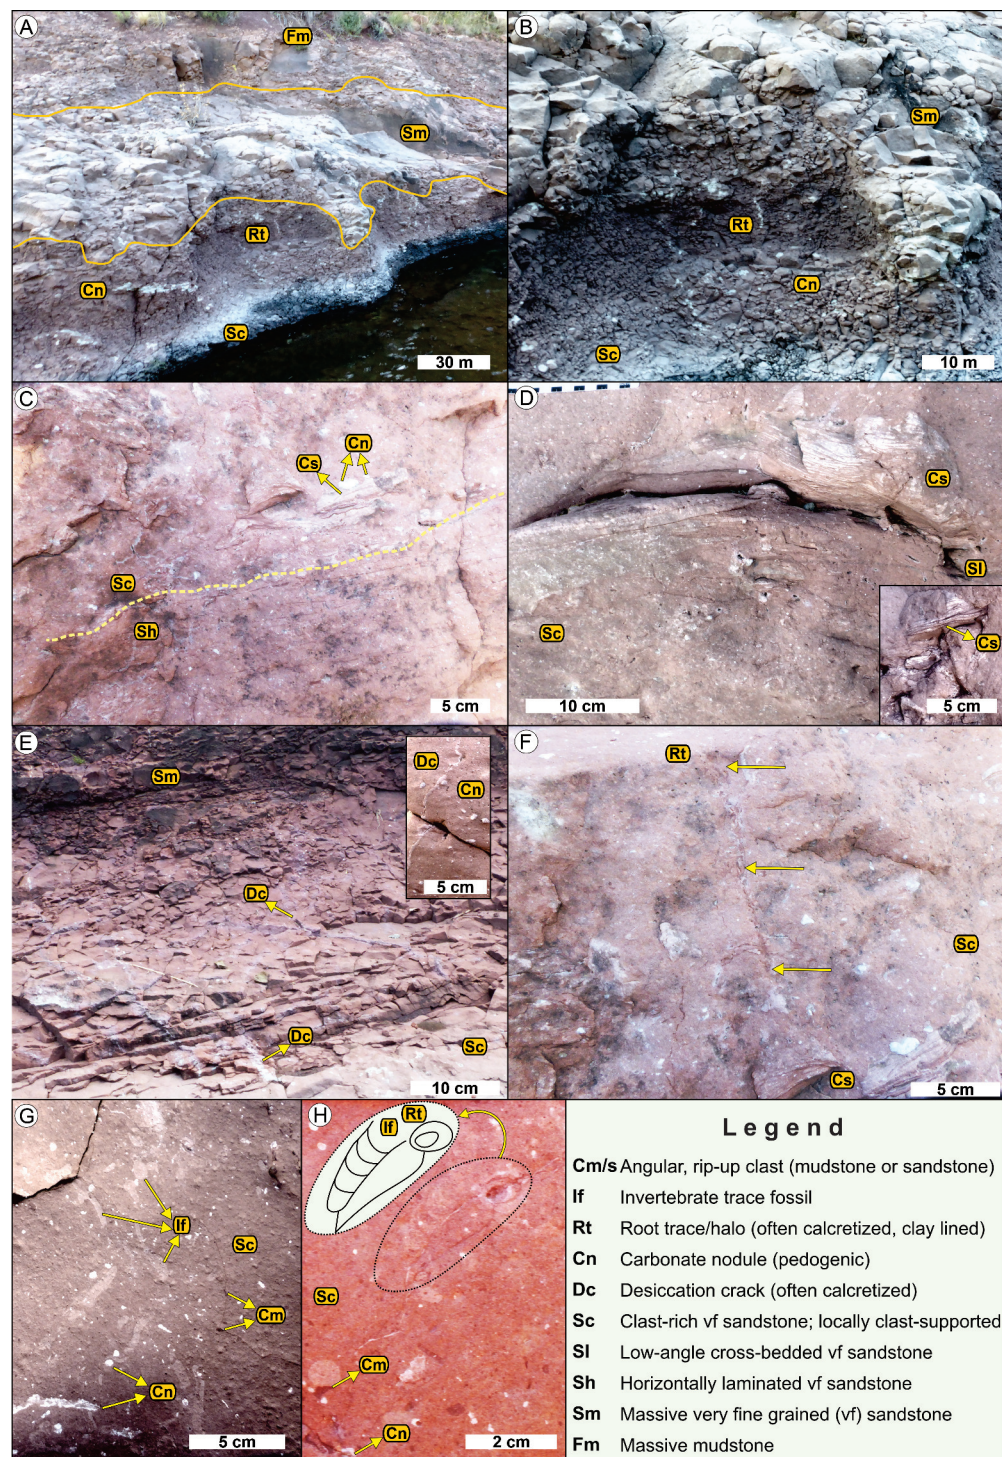 A
Fm
Sm
Rt
Cn
Sc
30 m
B
Sm
Rt
Cn
Sc
10 m
C
Cn
Cs
Sc
Sh
5 cm
D
Cs
Sl
Sc
10 cm
Cs
5 cm
E
Sm
Dc
Cn
5 cm
Dc
Dc
Sc
10 cm
F
Rt
Sc
Cs
5 cm
G
If
Sc
Cm
Cn
5 cm
H
Rt
If
Sc
Cm
Cn
2 cm
Legend
Cm/s Angular, rip-up clast (mudstone or sandstone)
If Invertebrate trace fossil
Rt Root trace/halo (often calcretized, clay lined)
Cn Carbonate nodule (pedogenic)
Dc Desiccation crack (often calcretized)
Sc Clast-rich vf sandstone; locally clast-supported
Sl Low-angle cross-bedded vf sandstone
Sh Horizontally laminated vf sandstone
Sm Massive very fine grained (vf) sandstone
Fm Massive mudstone